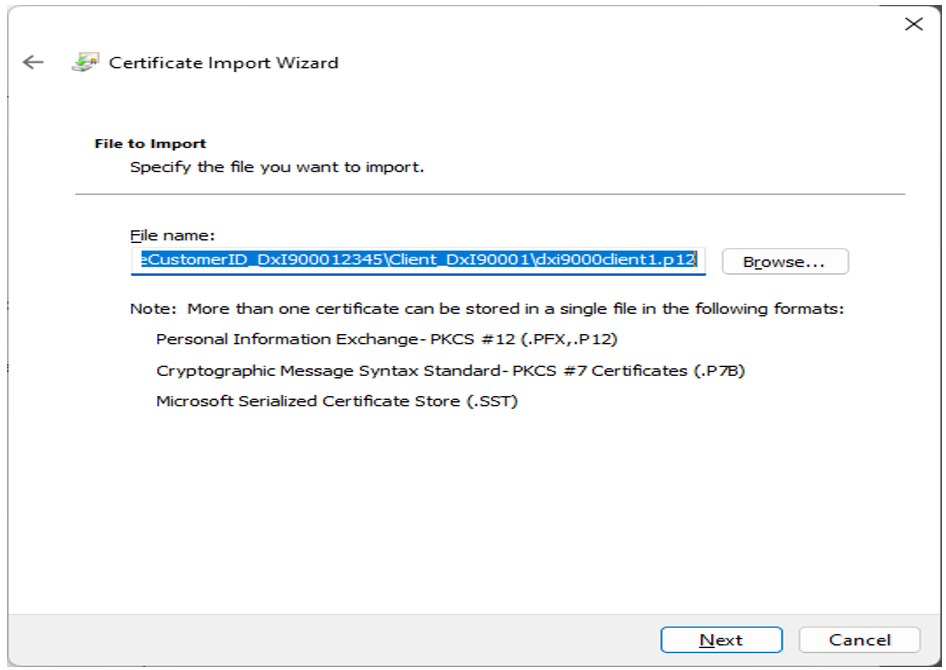 Certificate Import Wizard
File to Import
Specify the file you want to import.
File name:
eCustomerID_DxI900012345\Client_DxI90001\dxi9000client1.p12
Browse...
Note: More than one certificate can be stored in a single file in the following formats:
Personal Information Exchange- PKCS #12 (.PFX,.P12)
Cryptographic Message Syntax Standard- PKCS #7 Certificates (.P7B)
Microsoft Serialized Certificate Store (.SST)
Next
Cancel